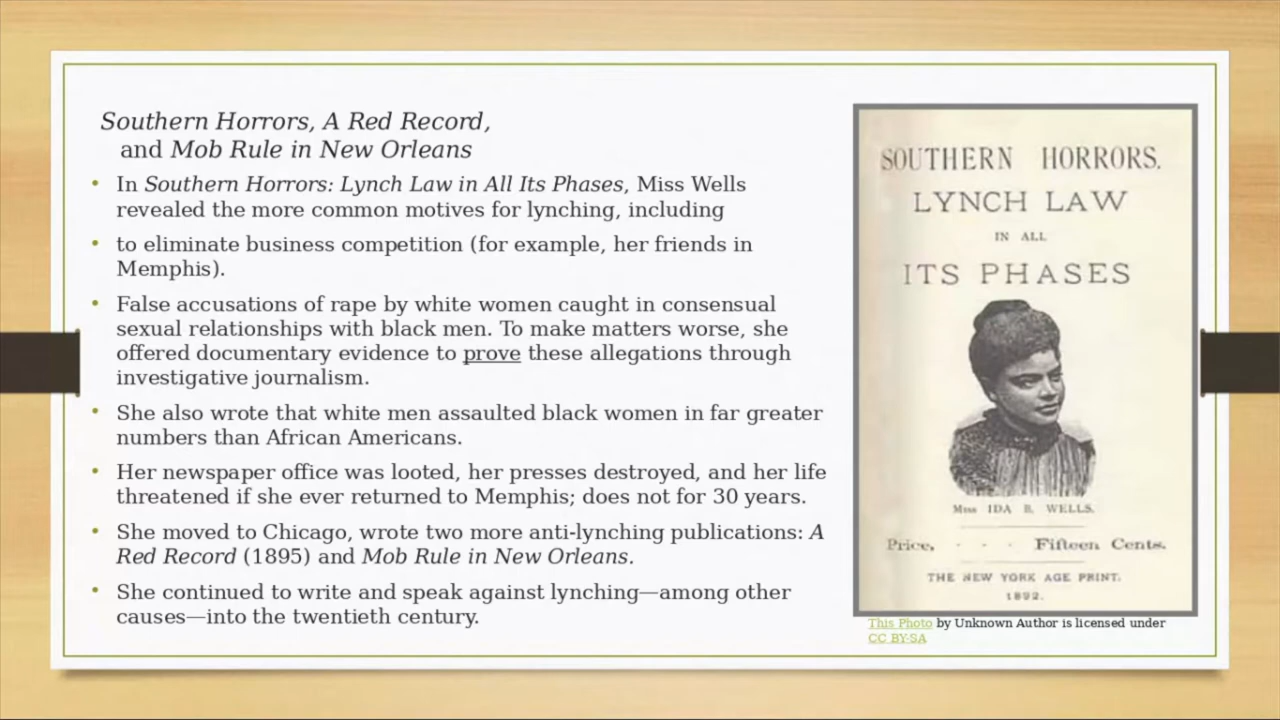 Southern Horrors, A Red Record,
and Mob Rule in New Orleans
• In Southern Horrors: Lynch Law in All Its Phases, Miss Wells
revealed the more common motives for lynching, including
• to eliminate business competition (for example, her friends in
Memphis).
• False accusations of rape by white women caught in consensual
sexual relationships with black men. To make matters worse, she
offered documentary evidence to prove these allegations through
investigative journalism.
• She also wrote that white men assaulted black women in far greater
numbers than African Americans.
• Her newspaper office was looted, her presses destroyed, and her life
threatened if she ever returned to Memphis; does not for 30 years.
• She moved to Chicago, wrote two more anti-lynching publications: A
Red Record (1895) and Mob Rule in New Orleans.
• She continued to write and speak against lynching—among other
causes—into the twentieth century.
SOUTHERN HORRORS.
LYNCH LAW
IN ALL
ITS PHASES
Miss IDA B. WELLS.
Price, - - - Fifteen Cents.
THE NEW YORK AGE PRINT.
1892.
This Photo by Unknown Author is licensed under
CC BY-SA